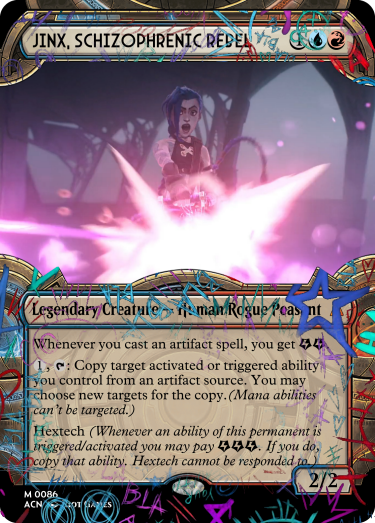 JINX, SCHIZOPHRENIC REBEL 1
Legendary Creature - Human Rogue Peasant
Whenever you cast an artifact spell, you get
1, : Copy target activated or triggered ability
you control from an artifact source. You may
choose new targets for the copy.(Mana abilities
can't be targeted.)
Hextech (Whenever an ability of this permanent is
triggered/activated you may pay . If you do,
copy that ability. Hextech cannot be responded to.)
2/2
M 0086
ACN GAMES
BLA